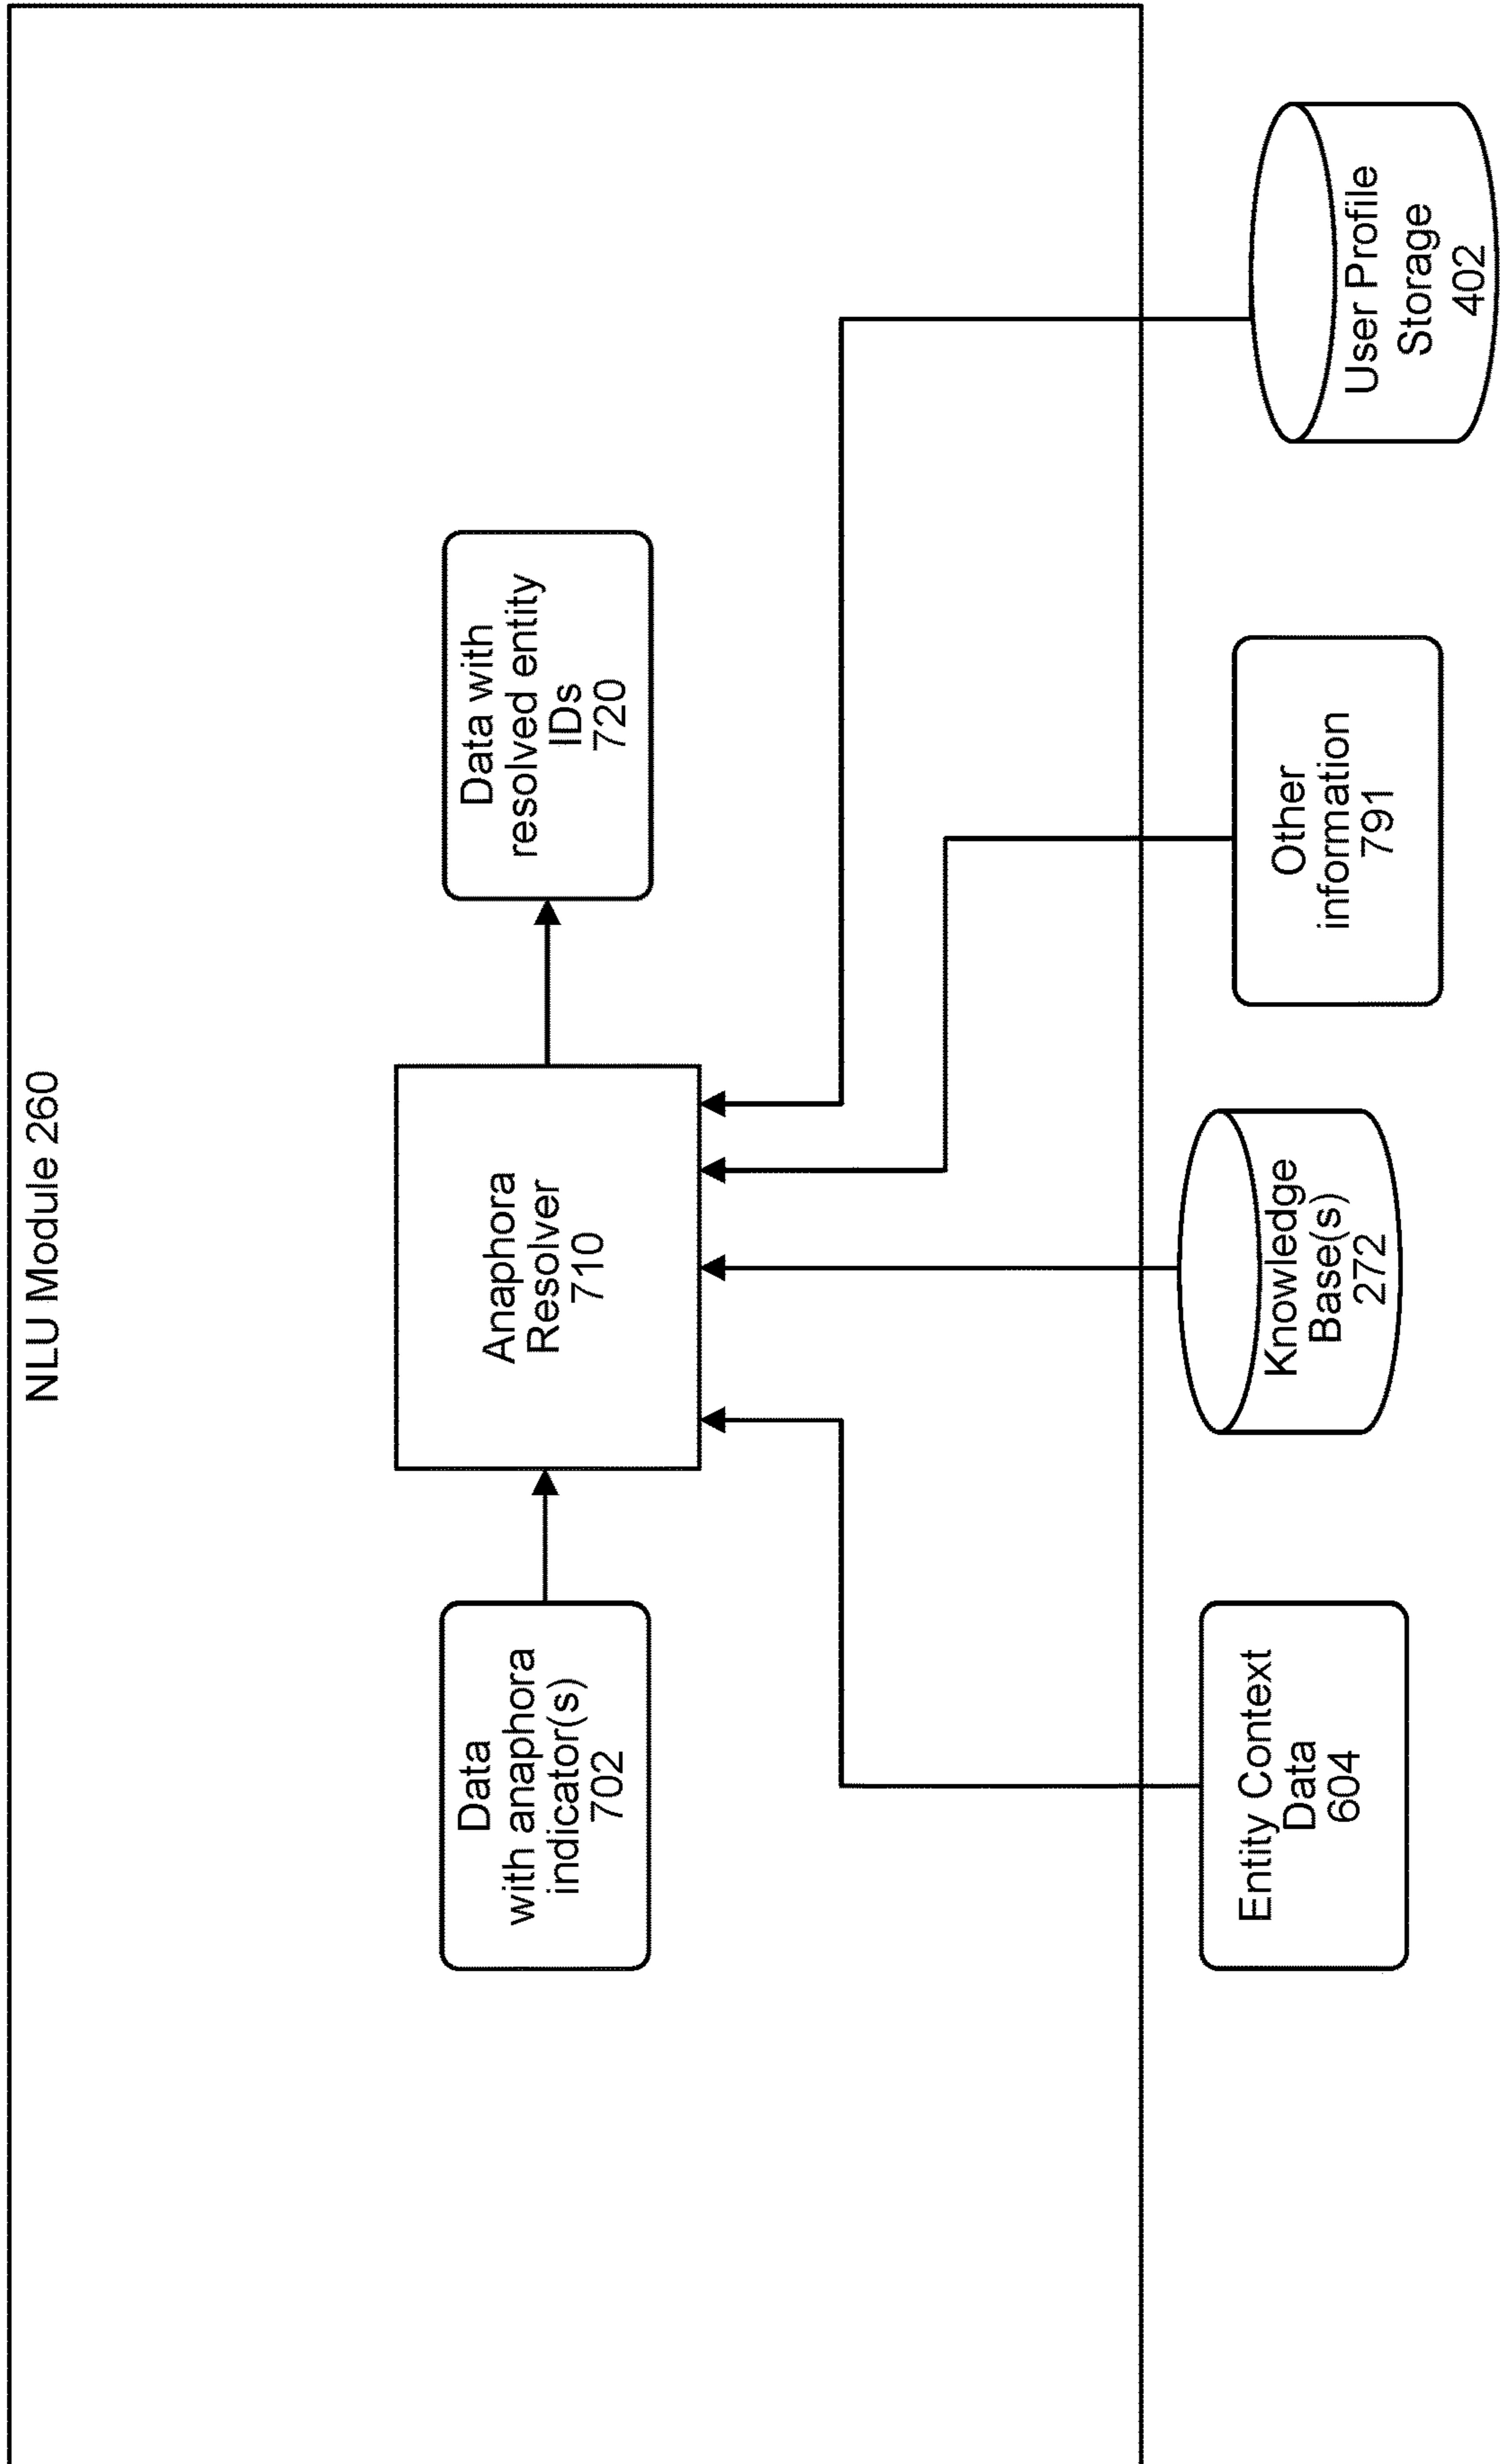 NLU Module 260
Data
with anaphora
indicator(s)
702
Anaphora
Resolver
710
Data with
resolved entity
IDs
720
Entity Context
Data
604
Knowledge
Base(s)
272
Other
information
791
User Profile
Storage
402